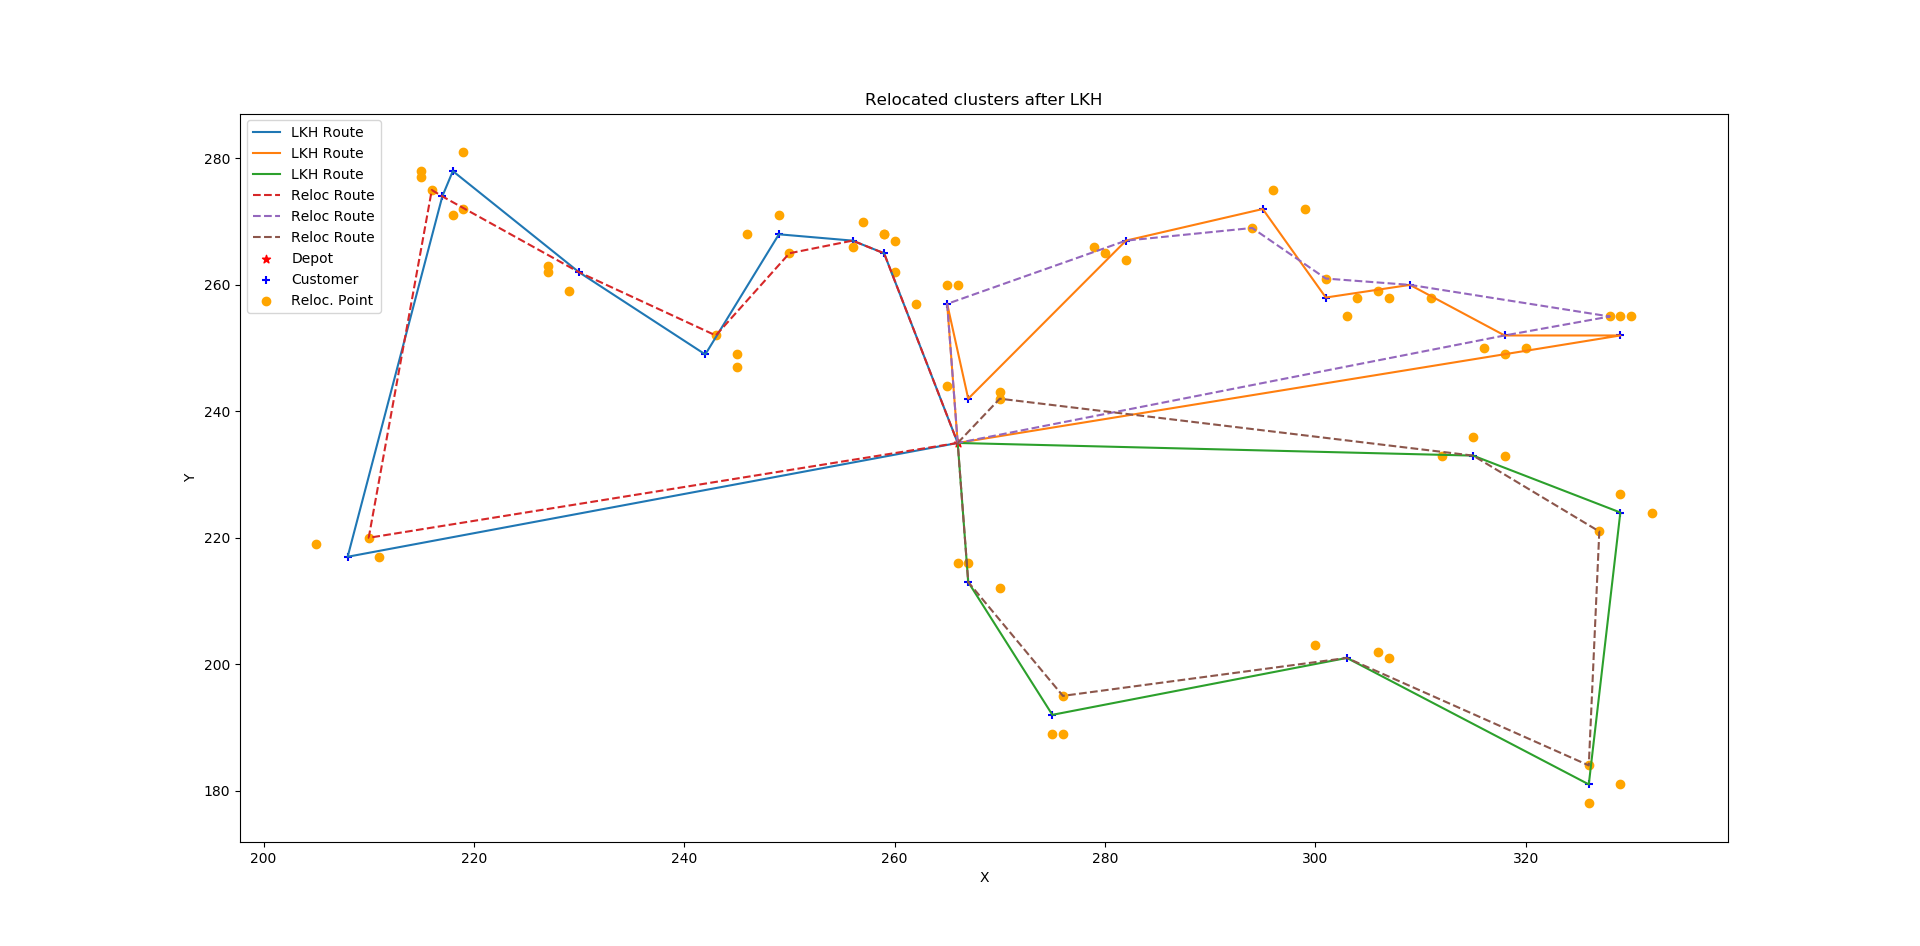 Relocated clusters after LKH
LKH Route
LKH Route
LKH Route
Reloc Route
Reloc Route
Reloc Route
Depot
Customer
Reloc. Point
280
260
240
220
200
180
Y
200 220 240 260 280 300 320
X